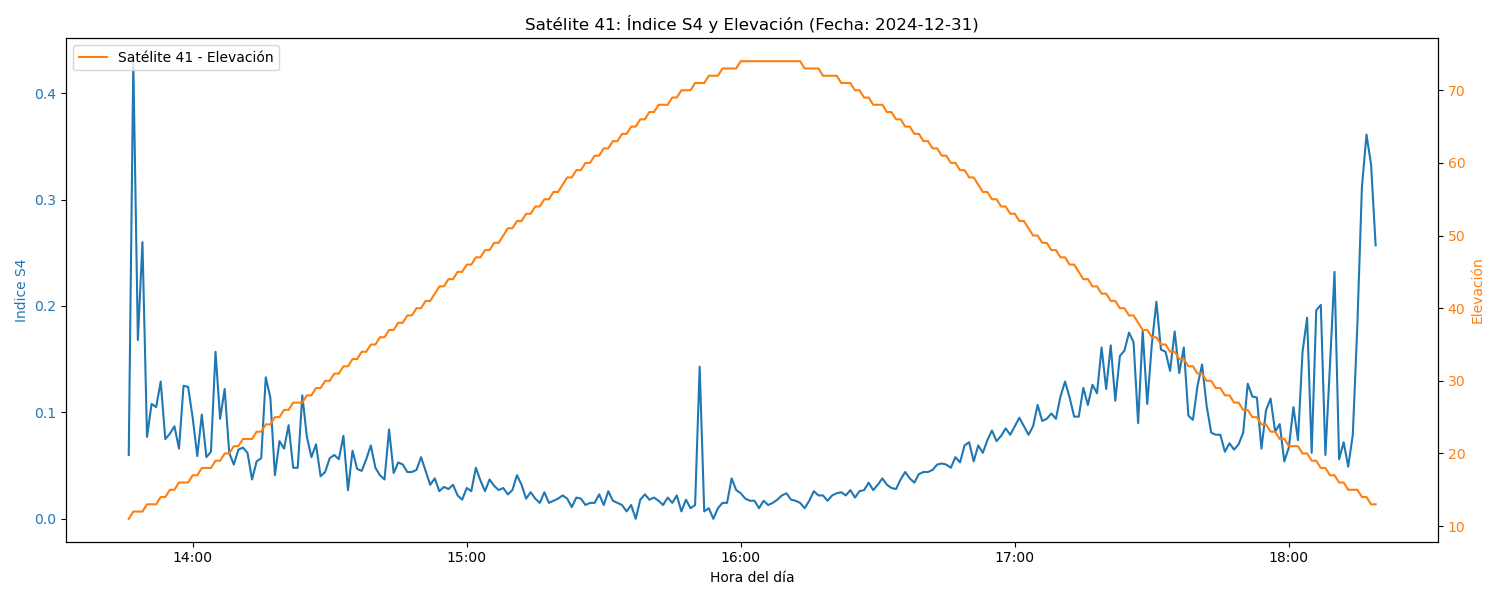 Satélite 41: Índice S4 y Elevación (Fecha: 2024-12-31)
Satélite 41 - Elevación
0.4
0.3
0.2
0.1
0.0
Indice S4
70
60
50
40
30
20
10
Elevación
14:00 15:00 16:00 17:00 18:00
Hora del día